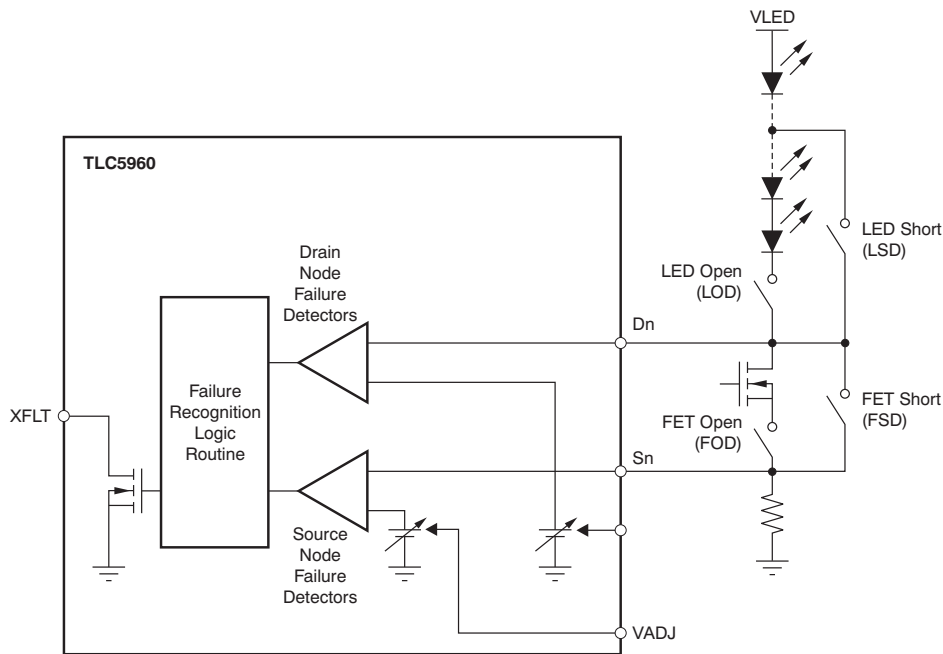 VLED
TLC5960
LED Short
(LSD)
Drain
Node
Failure
Detectors
LED Open
(LOD)
Dn
Failure
Recognition
Logic
Routine
XFLT
FET Short
(FSD)
FET Open
(FOD)
Sn
Source
Node
Failure
Detectors
VADJ